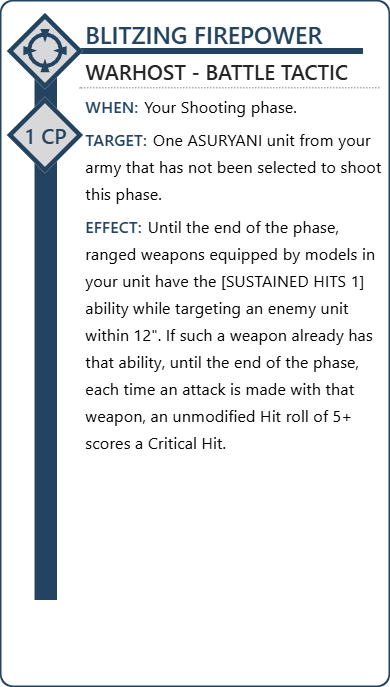 BLITZING FIREPOWER
WARHOST - BATTLE TACTIC
WHEN: Your Shooting phase.
1 CP
TARGET: One ASURYANI unit from your
army that has not been selected to shoot
this phase.
EFFECT: Until the end of the phase,
ranged weapons equipped by models in
your unit have the [SUSTAINED HITS 1]
ability while targeting an enemy unit
within 12". If such a weapon already has
that ability, until the end of the phase,
each time an attack is made with that
weapon, an unmodified Hit roll of 5+
scores a Critical Hit.